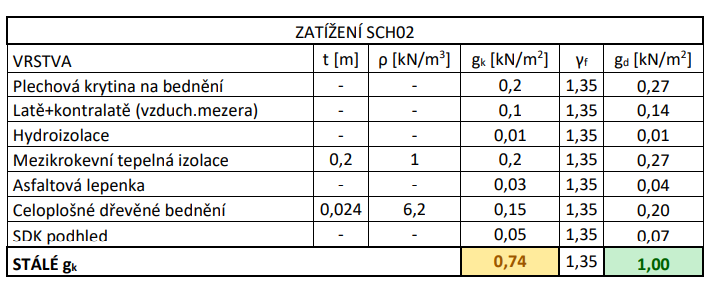 ZATÍŽENÍ SCH02
VRSTVA t [m] ρ [kN/m³] gk [kN/m²] γf gd [kN/m²]
Plechová krytina na bednění - - 0,2 1,35 0,27
Latě+kontralatě (vzduch.mezera) - - 0,1 1,35 0,14
Hydroizolace - - 0,01 1,35 0,01
Mezikrokevní tepelná izolace 0,2 1 0,2 1,35 0,27
Asfaltová lepenka - - 0,03 1,35 0,04
Celoplošné dřevěné bednění 0,024 6,2 0,15 1,35 0,20
SDK podhled - - 0,05 1,35 0,07
STÁLÉ gk 0,74 1,35 1,00